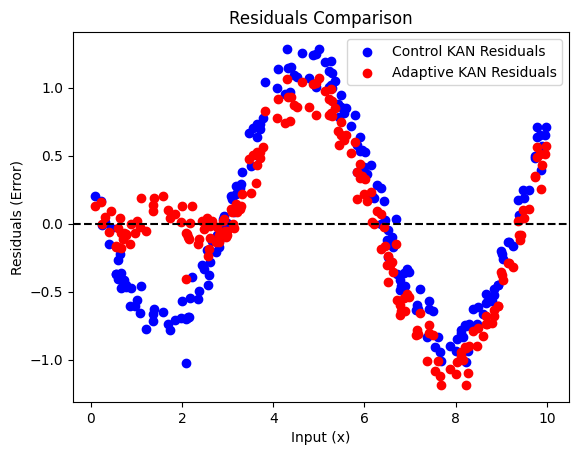 Residuals Comparison
Control KAN Residuals
Adaptive KAN Residuals
Residuals (Error)
1.0
0.5
0.0
−0.5
−1.0
0 2 4 6 8 10
Input (x)